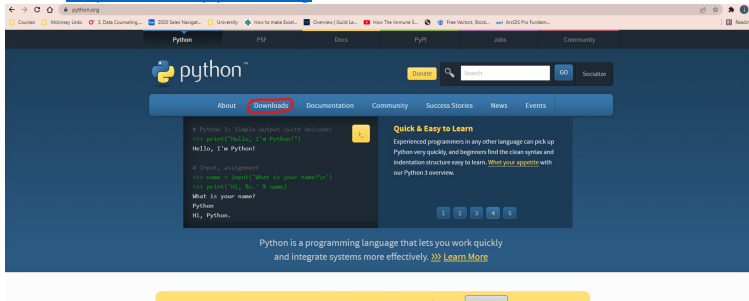 python.org
Courses
Mckinsey Links
3. Data Counseling...
2020 Sales Navigat...
University
How to make Excel...
Overview | Guild Le...
How The Immune S...
Free Vectors, Stock...
ArcGIS Pro Fundam...
Python
PSF
Docs
PyPI
Jobs
Community
python™
Donate
Search
GO
Socialize
About
Downloads
Documentation
Community
Success Stories
News
Events
# Python 3: Simple output (with Unicode)
>>> print("Hello, I'm Python!")
Hello, I'm Python!
# Input, assignment
>>> name = input('What is your name?\n')
>>> print('Hi, %s.' % name)
What is your name?
Python
Hi, Python.
>_
Quick & Easy to Learn
Experienced programmers in any other language can pick up
Python very quickly, and beginners find the clean syntax and
indentation structure easy to learn. Whet your appetite with
our Python 3 overview.
1 2 3 4 5
Python is a programming language that lets you work quickly
and integrate systems more effectively. >>> Learn More